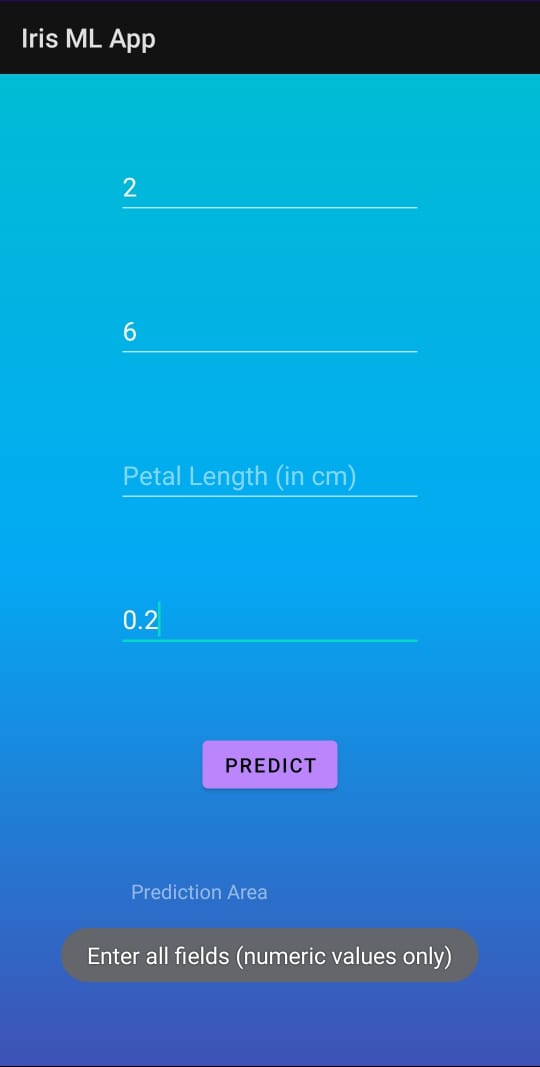 Iris ML App
2
6
Petal Length (in cm)
0.2
PREDICT
Prediction Area
Enter all fields (numeric values only)